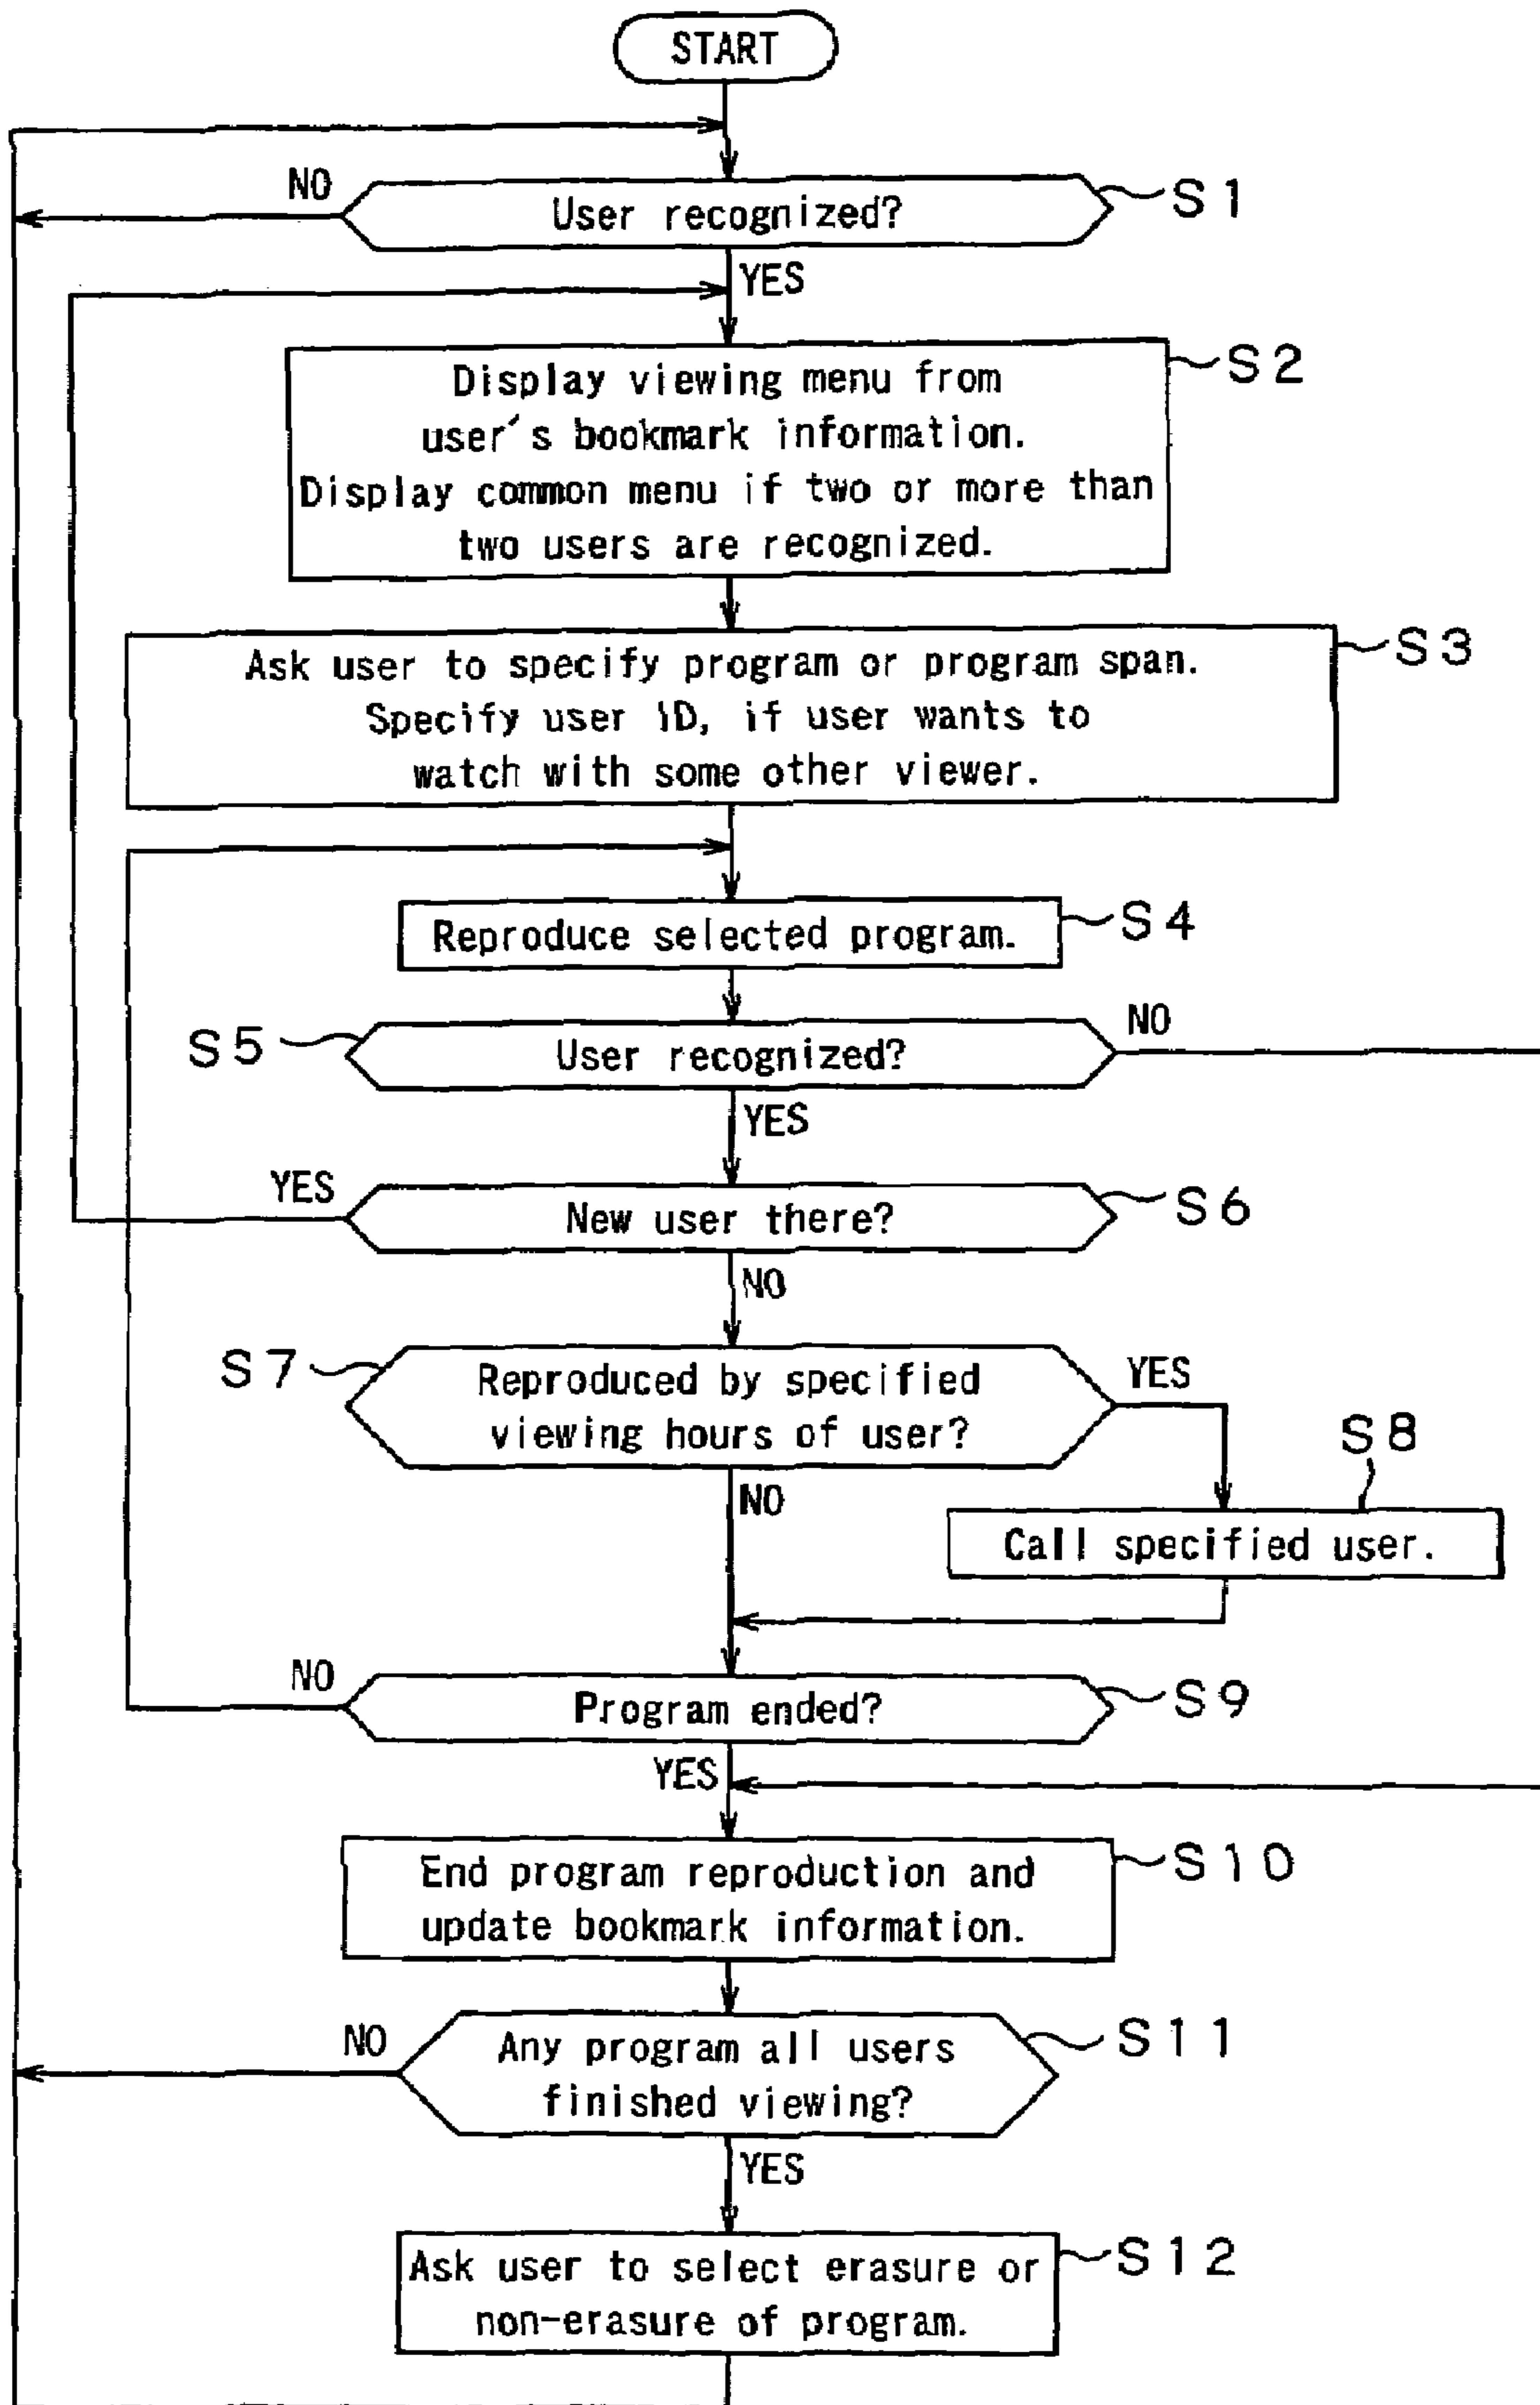 START
NO
User recognized?
S1
YES
Display viewing menu from
user's bookmark information.
Display common menu if two or more than
two users are recognized.
S2
Ask user to specify program or program span.
Specify user ID, if user wants to
watch with some other viewer.
S3
Reproduce selected program.
S4
S5
User recognized?
NO
YES
YES
New user there?
S6
NO
S7
Reproduced by specified
viewing hours of user?
YES
S8
NO
Call specified user.
NO
Program ended?
S9
YES
End program reproduction and
update bookmark information.
S10
NO
Any program all users
finished viewing?
S11
YES
Ask user to select erasure or
non-erasure of program.
S12